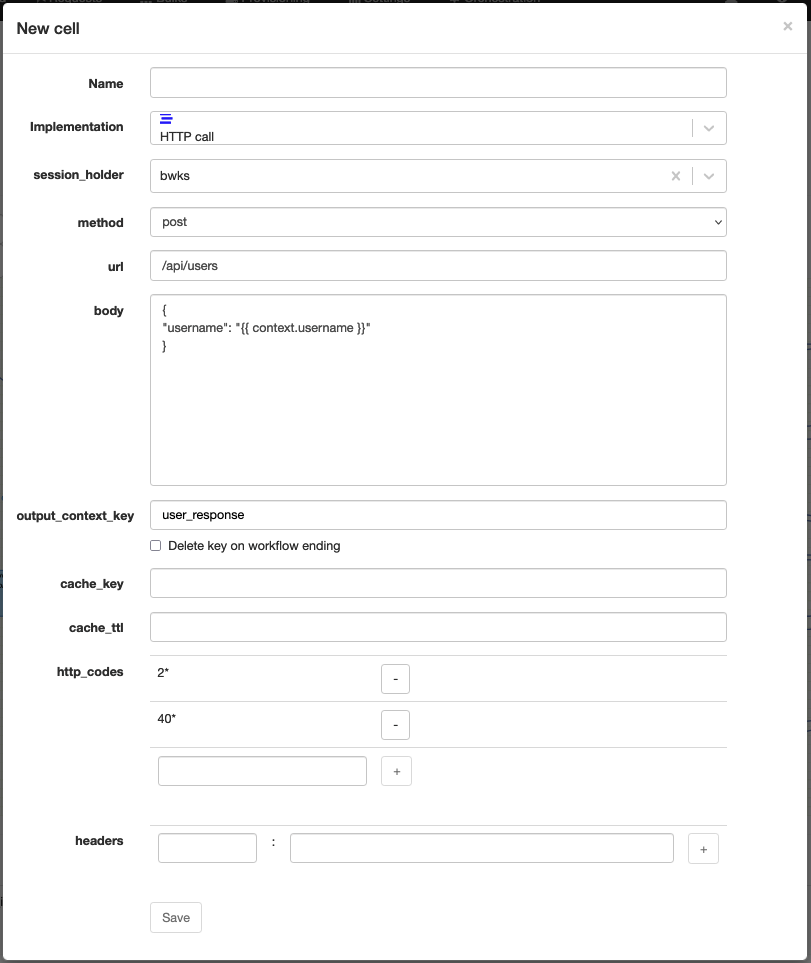 New cell ×
Name
Implementation HTTP call
session_holder bwks
method post
url /api/users
body {
"username": "{{ context.username }}"
}
output_context_key user_response
Delete key on workflow ending
cache_key
cache_ttl
http_codes 2* -
40* -
+
headers : +
Save